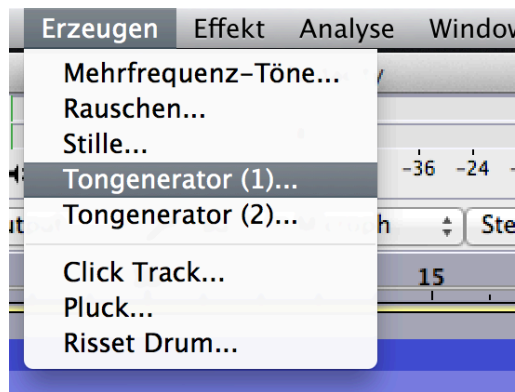 Erzeugen Effekt Analyse
Mehrfrequenz-Töne...
Rauschen...
Stille...
Tongenerator (1)... -36 -24
Tongenerator (2)...
Click Track... 15
Pluck...
Risset Drum...